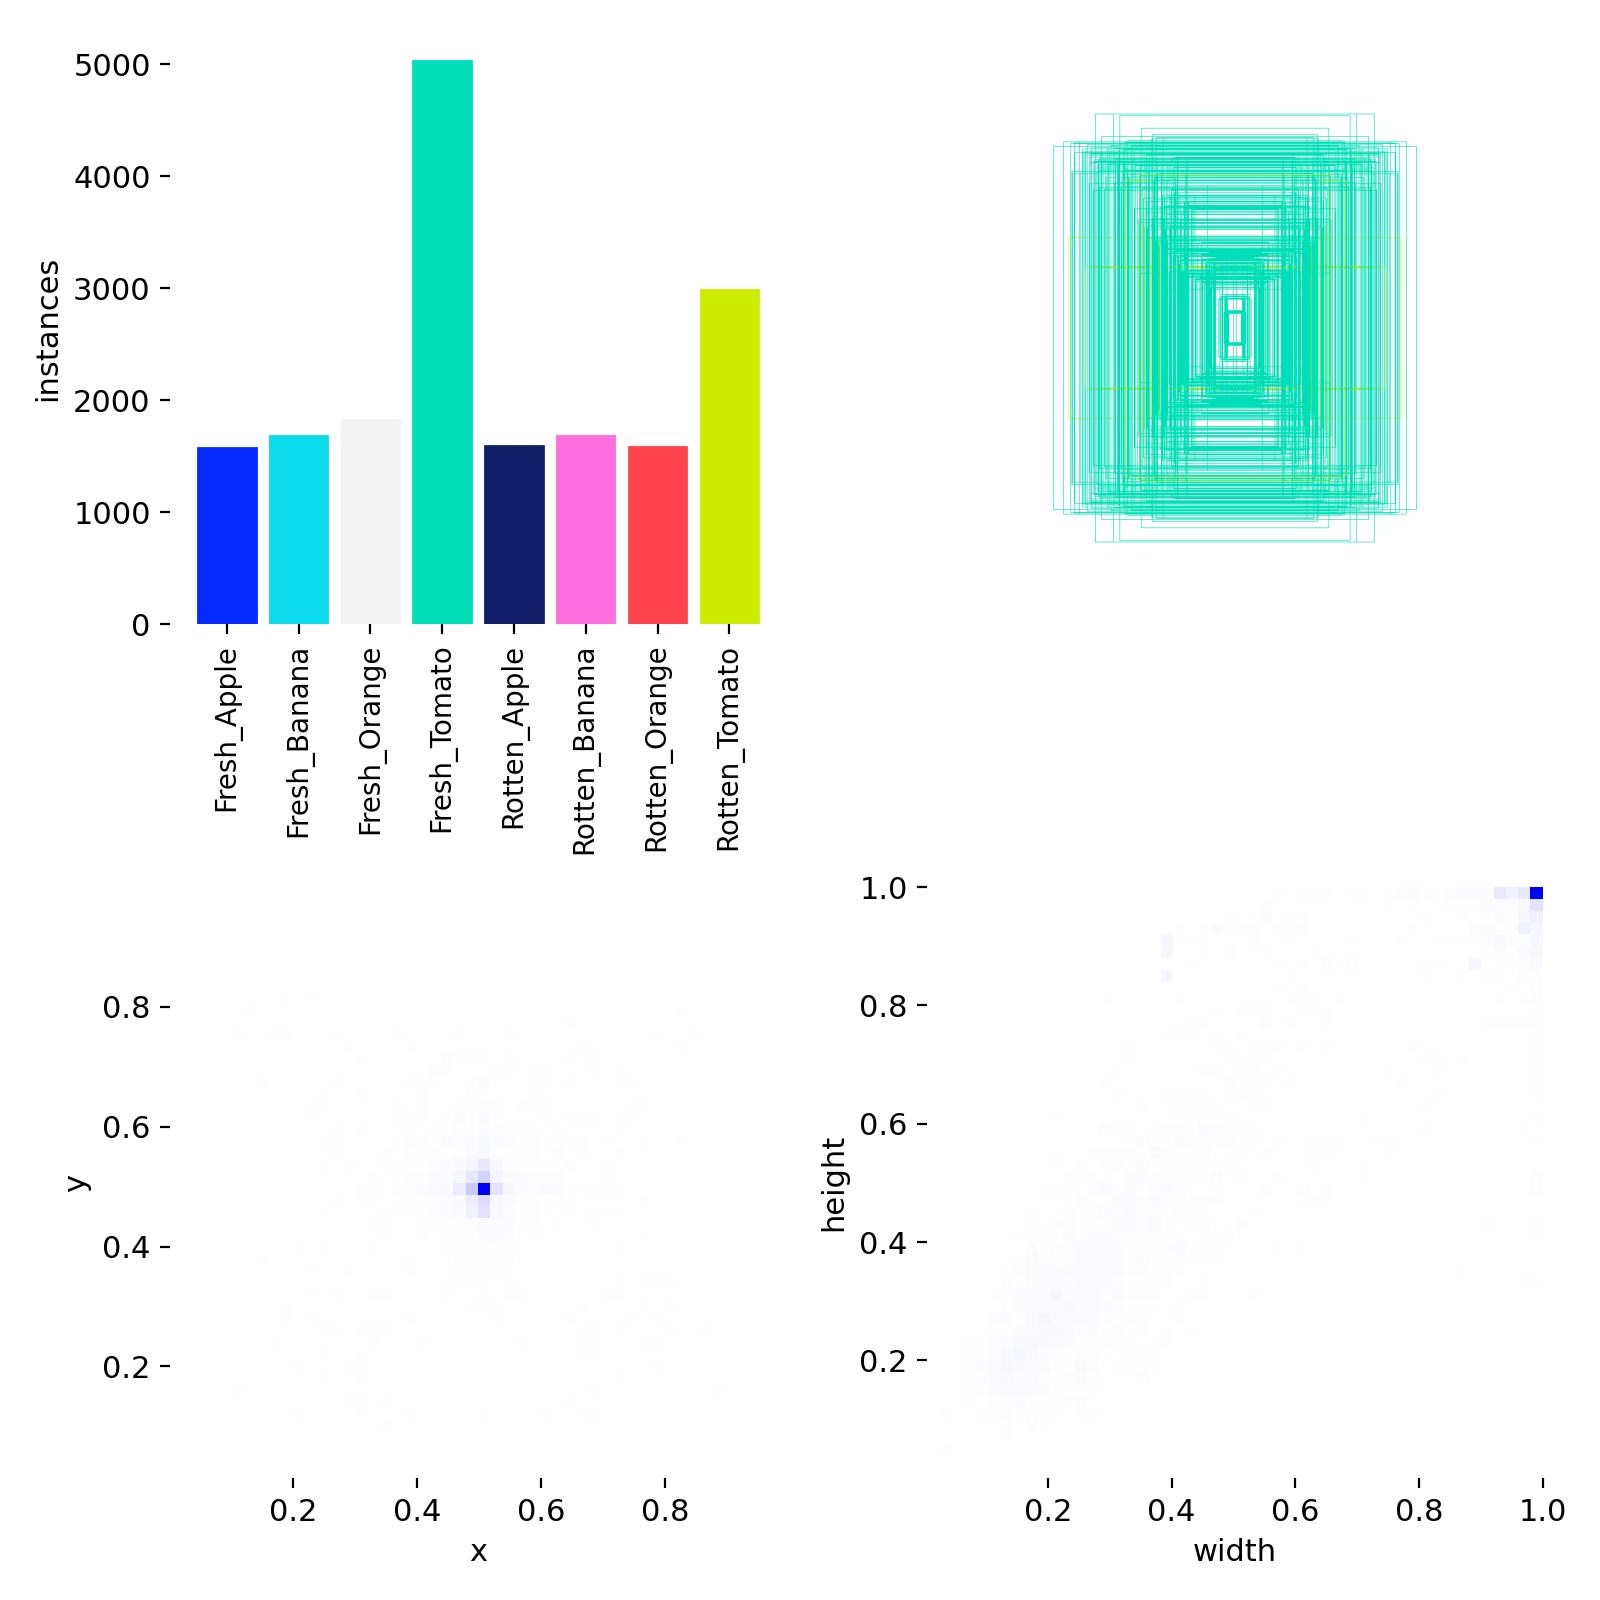 5000
4000
3000
2000
1000
0
instances
Fresh_Apple
Fresh_Banana
Fresh_Orange
Fresh_Tomato
Rotten_Apple
Rotten_Banana
Rotten_Orange
Rotten_Tomato
0.8
0.6
0.4
0.2
y
0.2 0.4 0.6 0.8
x
1.0
0.8
0.6
0.4
0.2
height
0.2 0.4 0.6 0.8 1.0
width